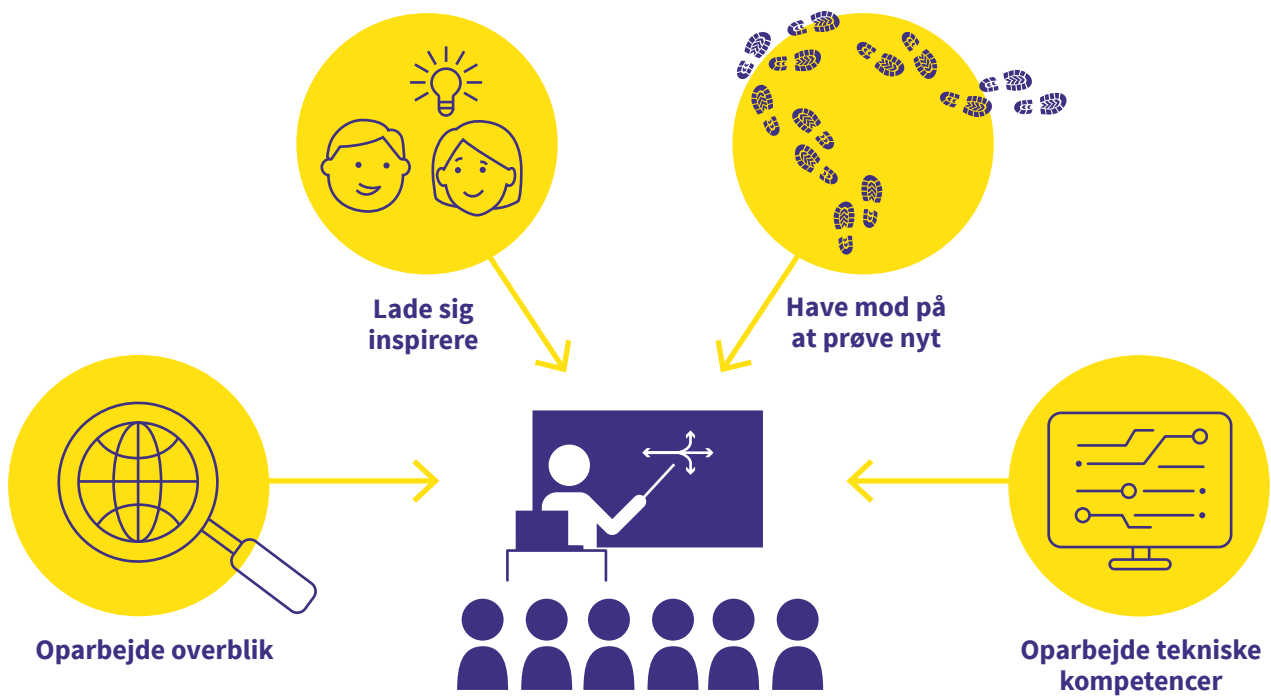 Lade sig
inspirere
Have mod på
at prøve nyt
Oparbejde overblik
Oparbejde tekniske
kompetencer